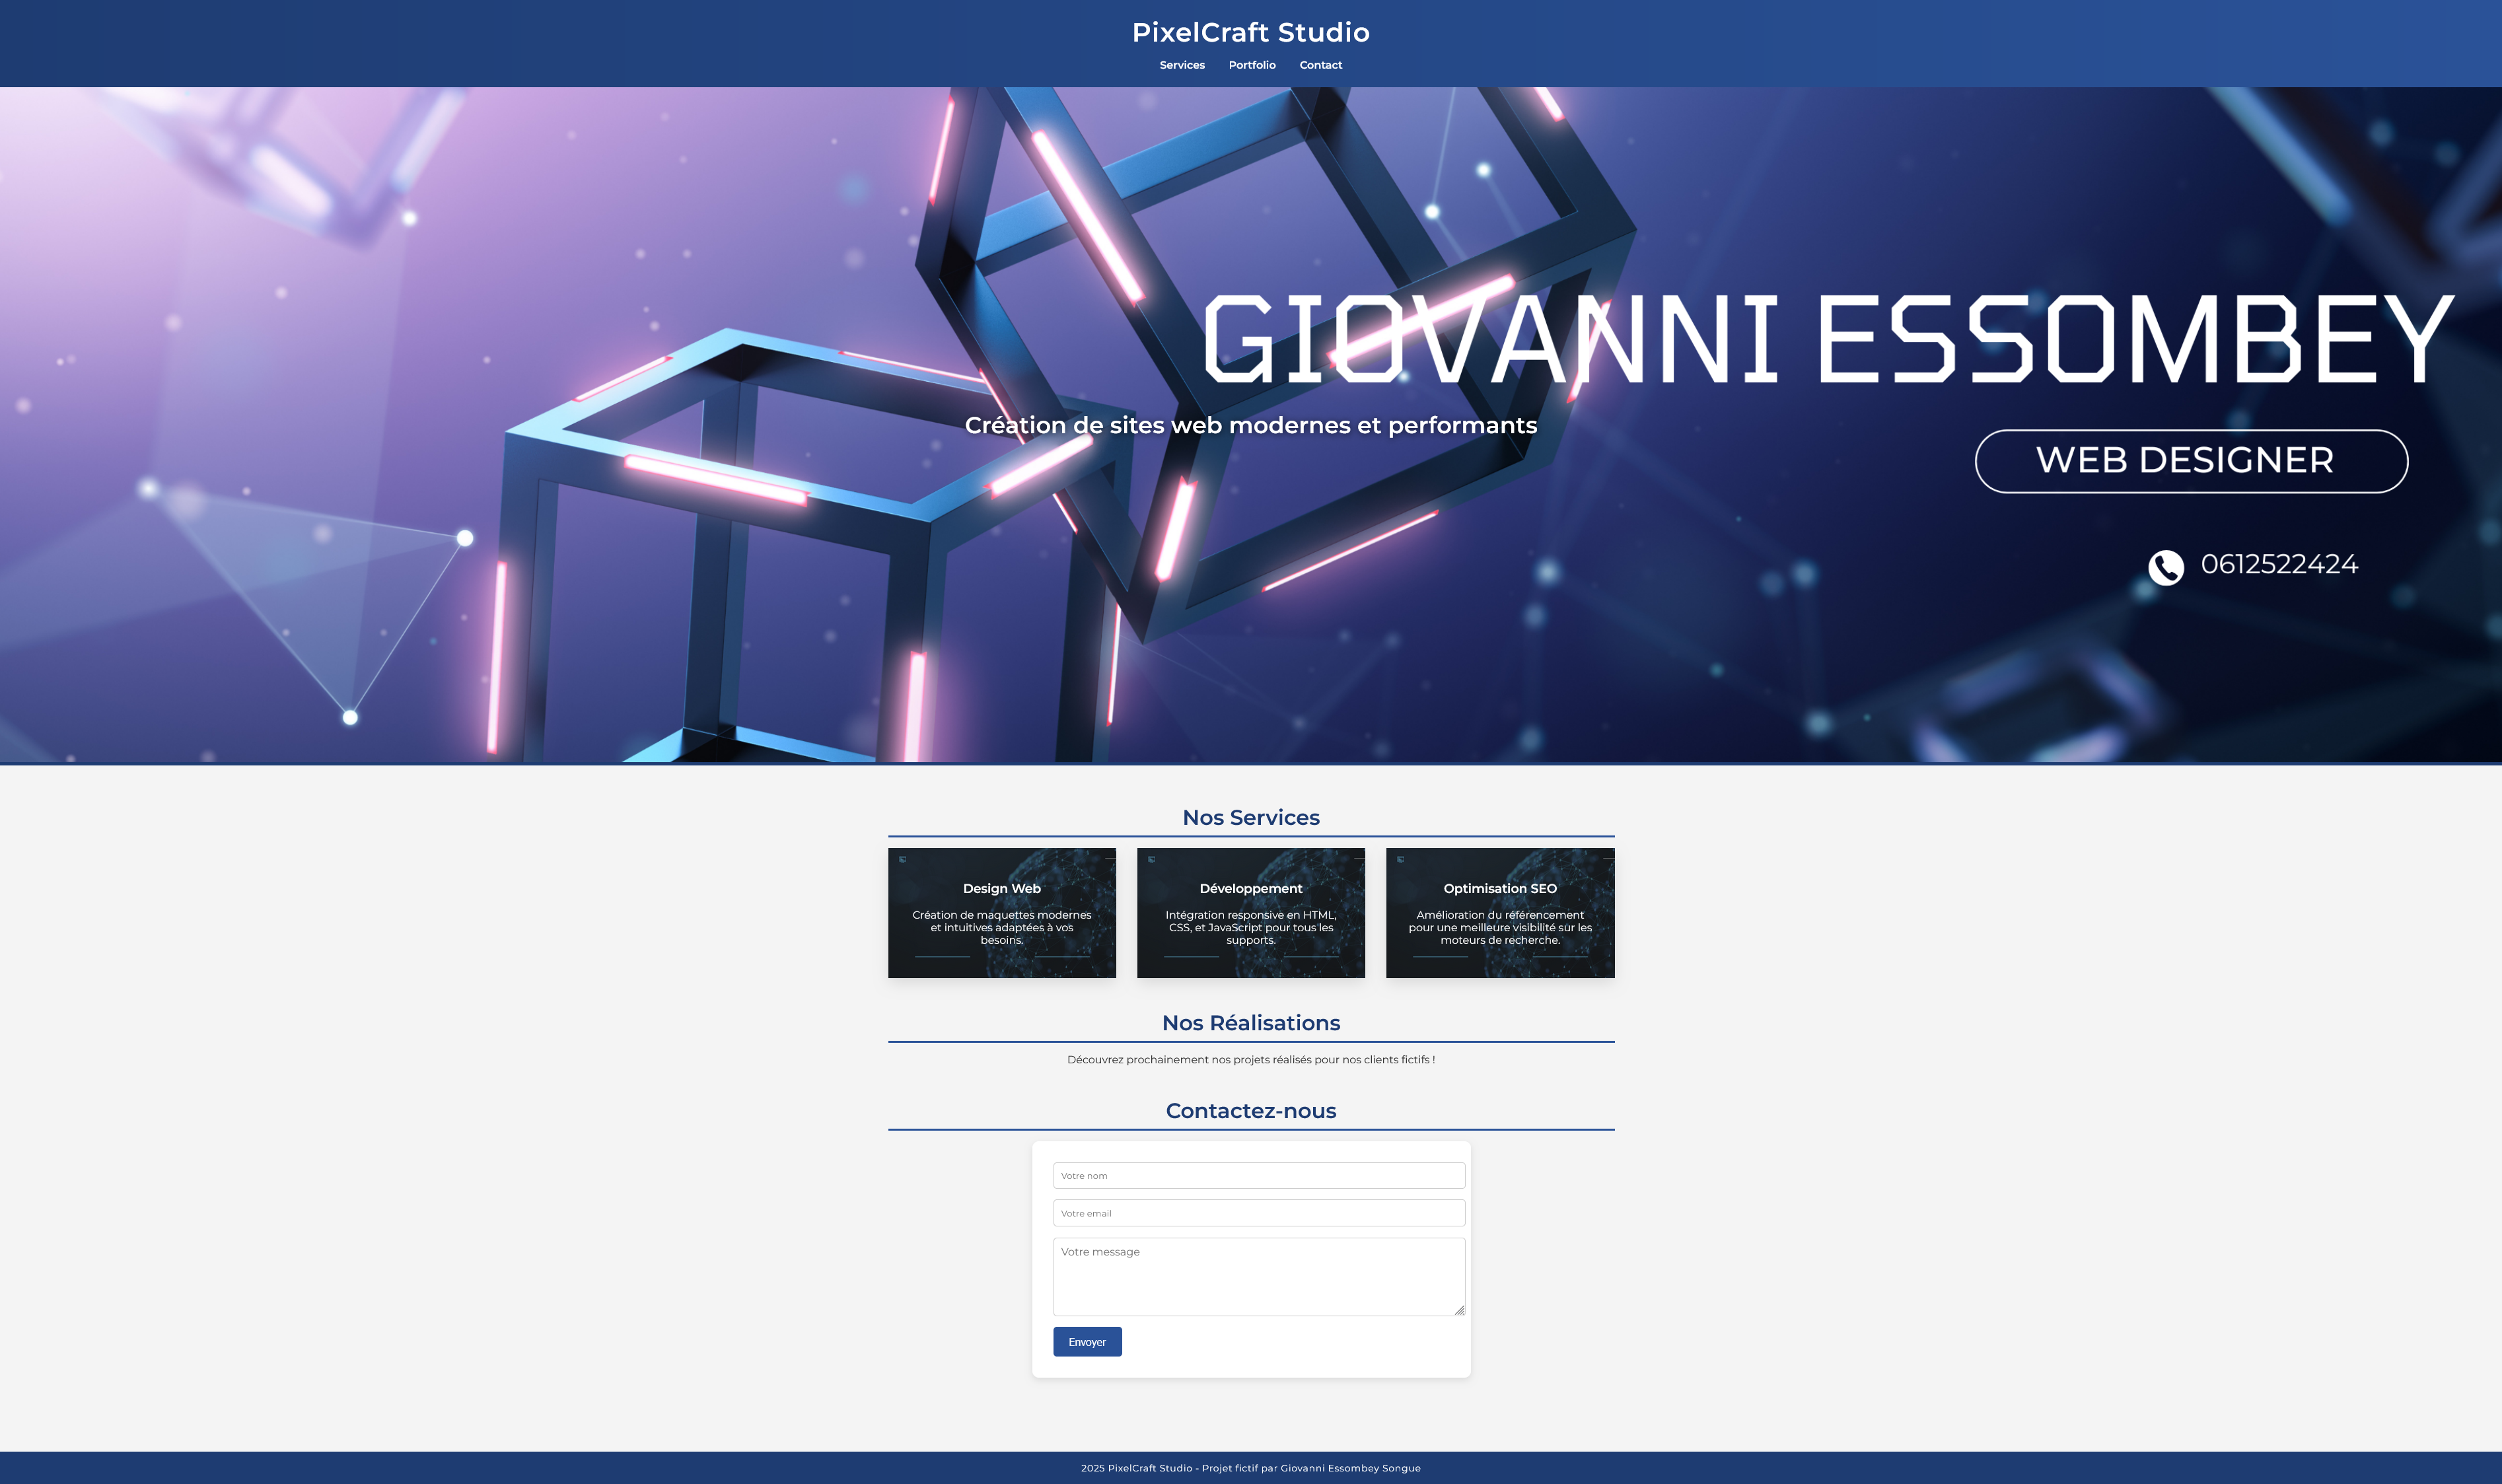 PixelCraft Studio
Services Portfolio Contact
GIOVANNI ESSOMBEY
Création de sites web modernes et performants
WEB DESIGNER
0612522424
Nos Services
Design Web
Création de maquettes modernes
et intuitives adaptées à vos
besoins.
Développement
Intégration responsive en HTML,
CSS, et JavaScript pour tous les
supports.
Optimisation SEO
Amélioration du référencement
pour une meilleure visibilité sur les
moteurs de recherche.
Nos Réalisations
Découvrez prochainement nos projets réalisés pour nos clients fictifs !
Contactez-nous
Votre nom
Votre email
Votre message
Envoyer
2025 PixelCraft Studio - Projet fictif par Giovanni Essombey Songue